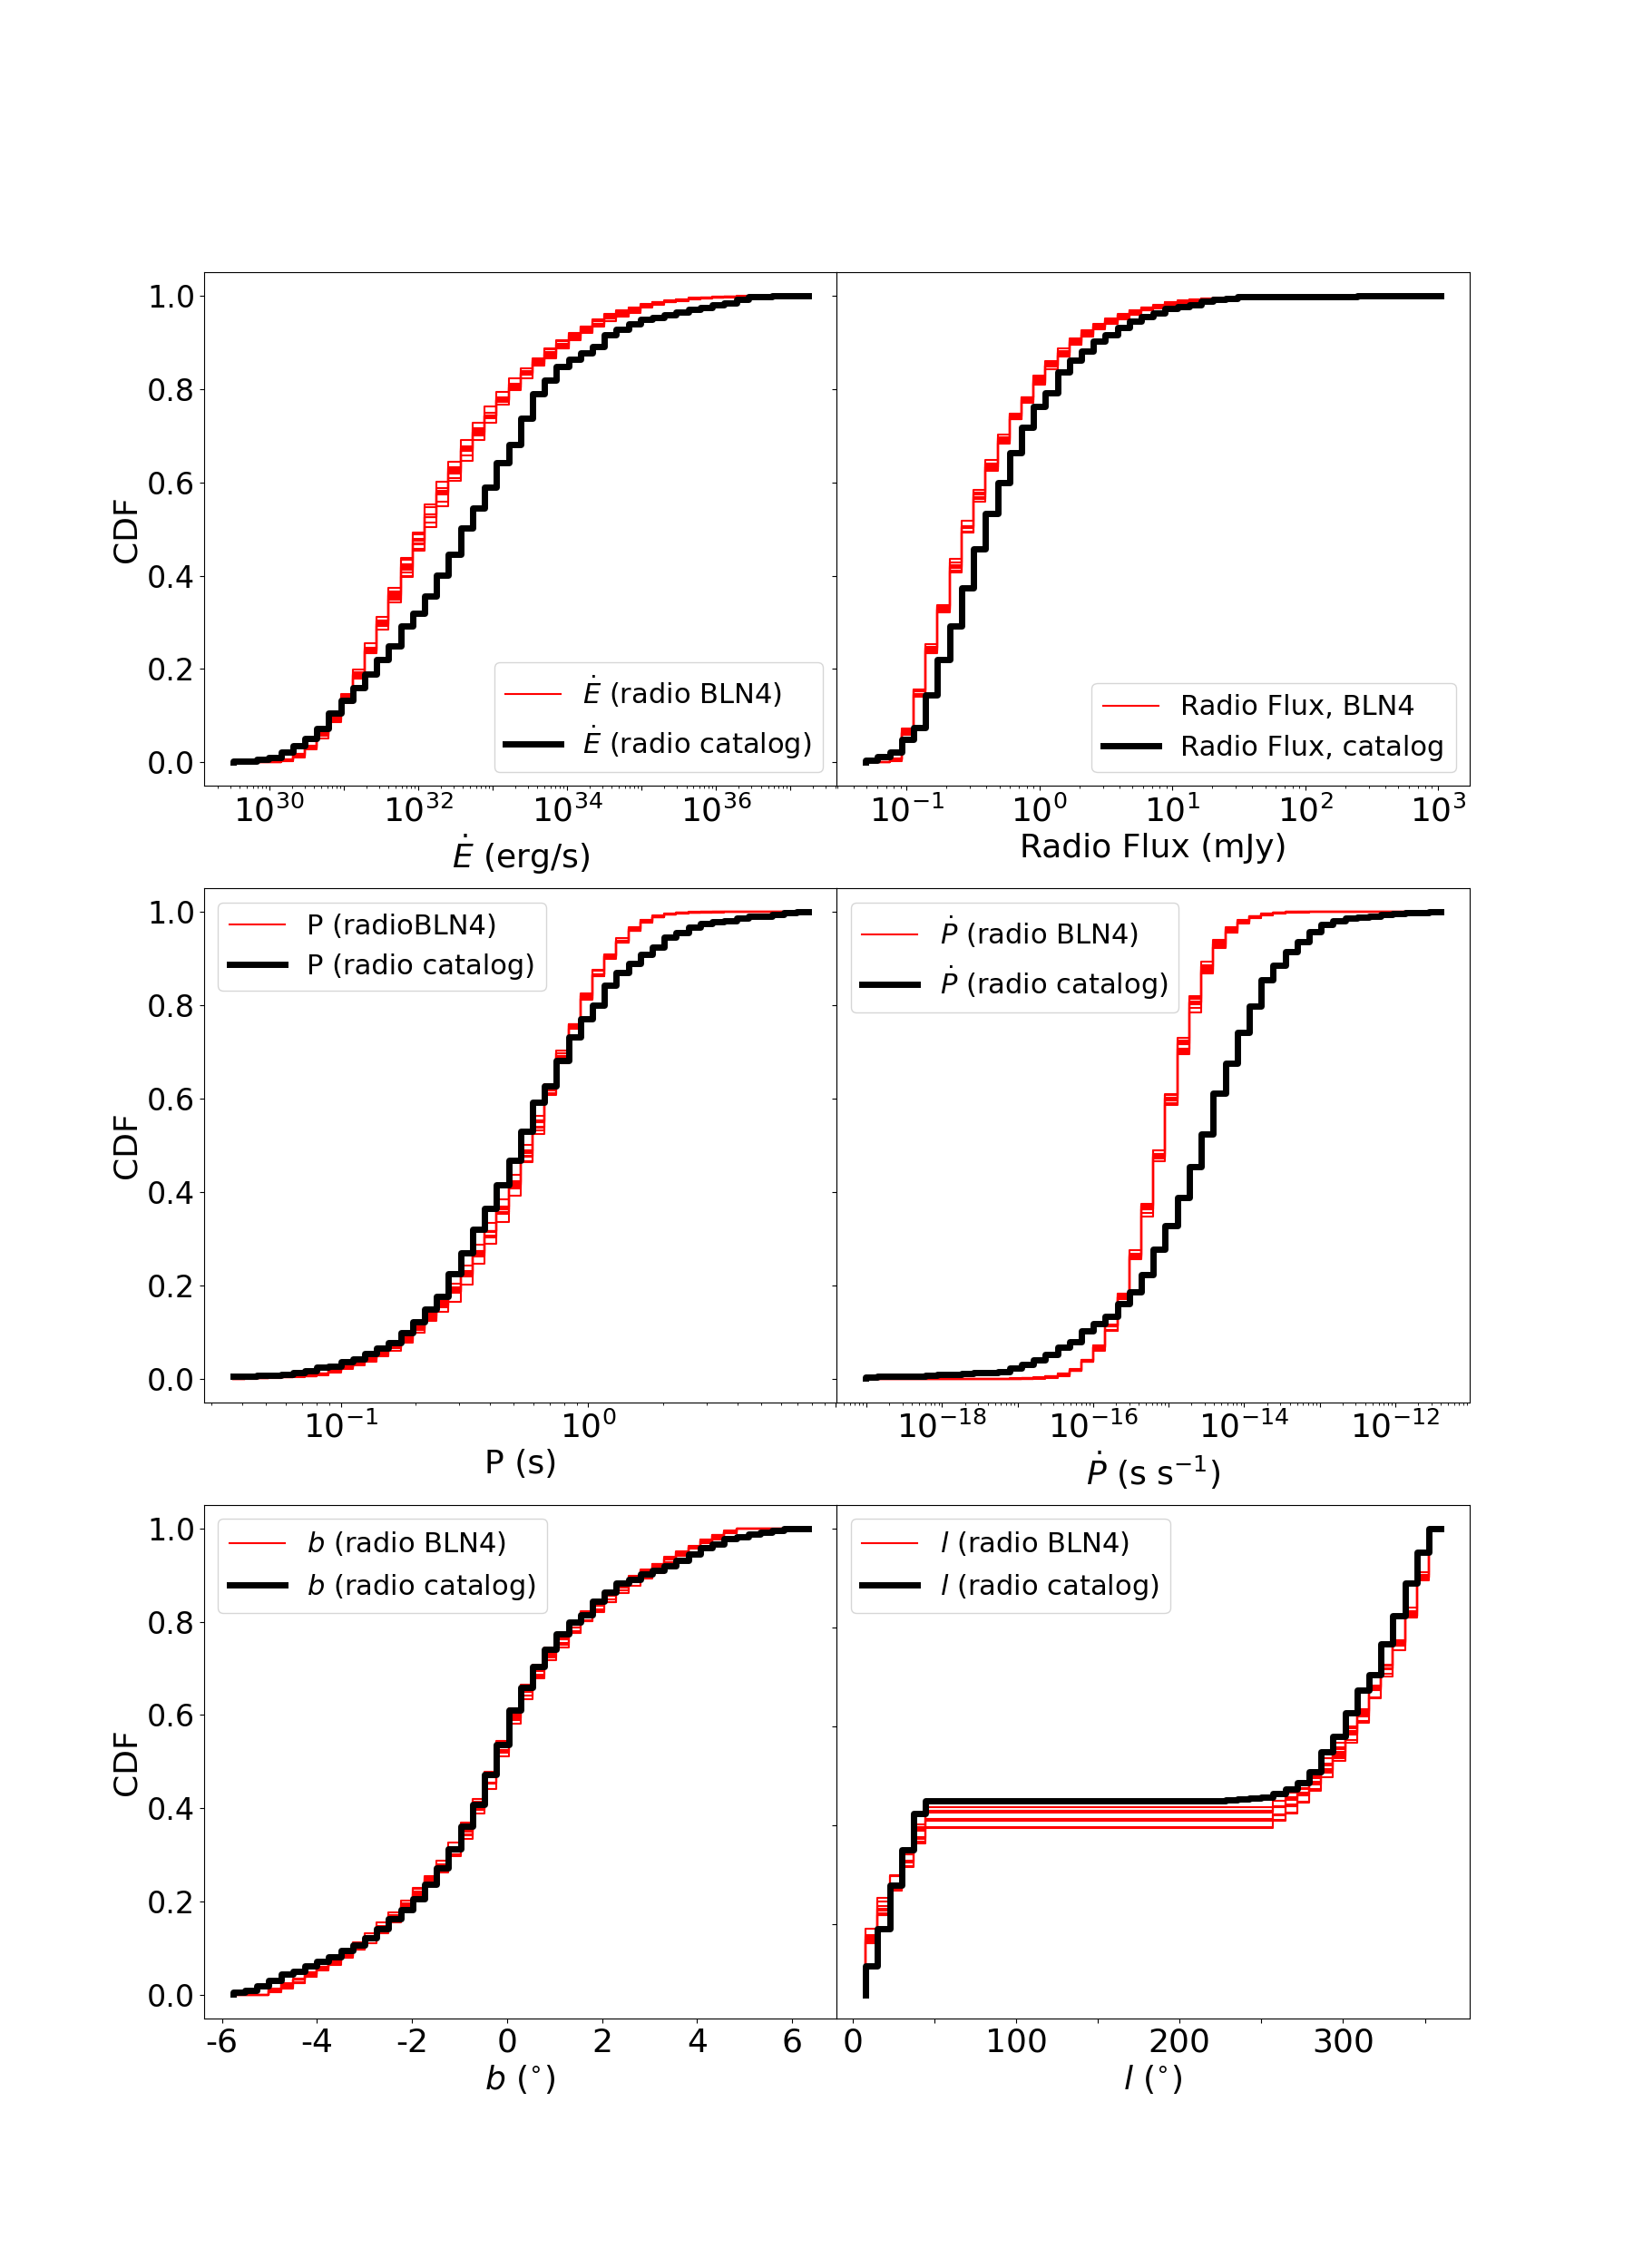 1.0
0.8
0.6
0.4
0.2
0.0
CDF
Ė (radio BLN4)
Ė (radio catalog)
10^30 10^32 10^34 10^36
Ė (erg/s)
Radio Flux, BLN4
Radio Flux, catalog
10^−1 10^0 10^1 10^2 10^3
Radio Flux (mJy)
1.0
0.8
0.6
0.4
0.2
0.0
CDF
P (radioBLN4)
P (radio catalog)
10^−1 10^0
P (s)
Ṗ (radio BLN4)
Ṗ (radio catalog)
10^−18 10^−16 10^−14 10^−12
Ṗ (s s^−1)
1.0
0.8
0.6
0.4
0.2
0.0
CDF
b (radio BLN4)
b (radio catalog)
-6 -4 -2 0 2 4 6
b (°)
l (radio BLN4)
l (radio catalog)
0 100 200 300
l (°)